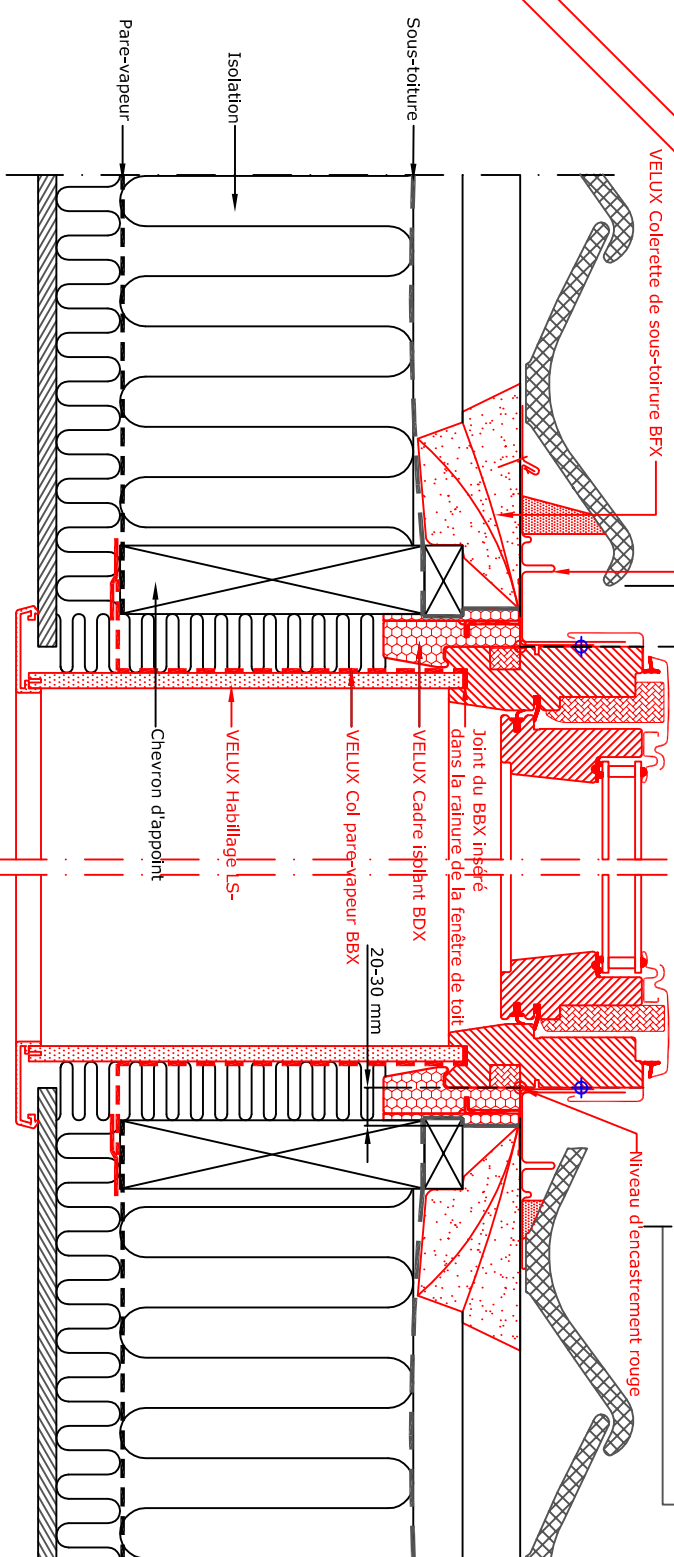 VELUX Colerette de sous-toirure BFX
Sous-toiture
Isolation
Pare-vapeur
Joint du BBX inséré
dans la rainure de la fenêtre de toit
VELUX Cadre isolant BDX
VELUX Col pare-vapeur BBX
VELUX Habillage LS-
Chevron d'appoint
20-30 mm
Niveau d'encastrement rouge